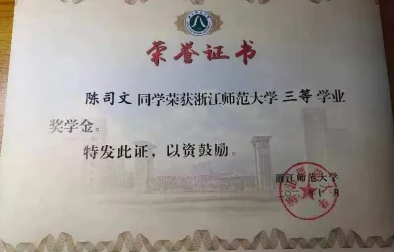 荣誉证书
陈司文 同学荣获浙江师范大学 三等 学业
奖学金。
特发此证，以资鼓励。
浙江师范大学